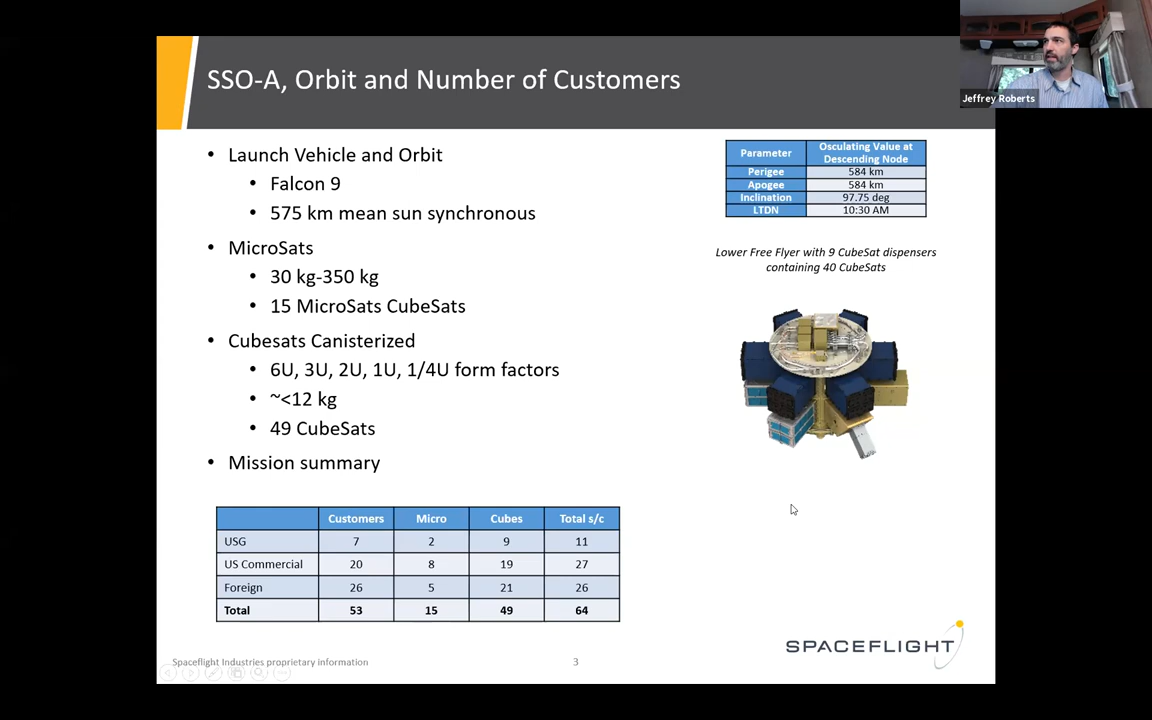 Jeffrey Roberts
SSO-A, Orbit and Number of Customers
• Launch Vehicle and Orbit
• Falcon 9
• 575 km mean sun synchronous
• MicroSats
• 30 kg-350 kg
• 15 MicroSats CubeSats
• Cubesats Canisterized
• 6U, 3U, 2U, 1U, 1/4U form factors
• ~<12 kg
• 49 CubeSats
• Mission summary
Parameter Osculating Value at
Descending Node
Perigee 584 km
Apogee 584 km
Inclination 97.75 deg
LTDN 10:30 AM
Lower Free Flyer with 9 CubeSat dispensers
containing 40 CubeSats
Customers Micro Cubes Total s/c
USG 7 2 9 11
US Commercial 20 8 19 27
Foreign 26 5 21 26
Total 53 15 49 64
SPACEFLIGHT
Spaceflight Industries proprietary information 3